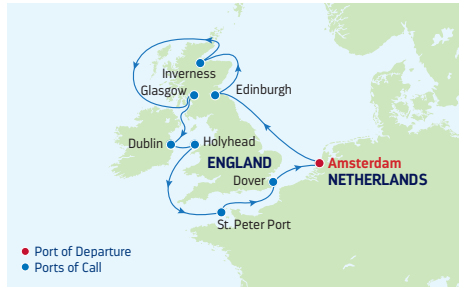 Inverness
Glasgow
Edinburgh
Dublin
Holyhead
ENGLAND
Amsterdam
NETHERLANDS
Dover
St. Peter Port
Port of Departure
Ports of Call